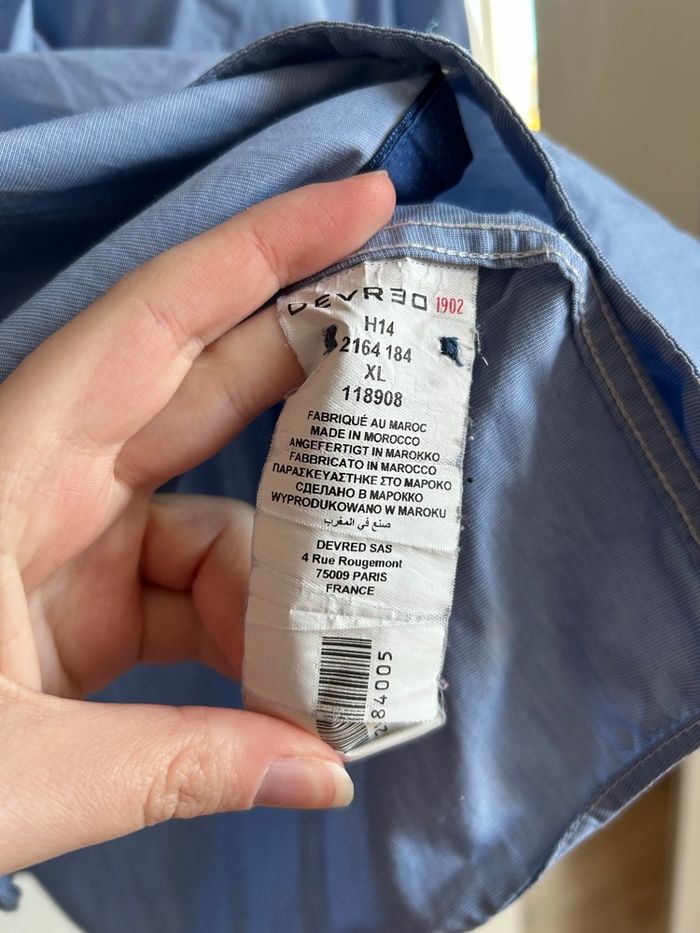 DEVRED 1902
H14
2164 184
XL
118908
FABRIQUÉ AU MAROC
MADE IN MOROCCO
ANGEFERTIGT IN MAROKKO
FABBRICATO IN MAROCCO
ΠΑΡΑΣΚΕΥΑΣΤΗΚΕ ΣΤΟ ΜΑΡΟΚΟ
СДЕЛАНО В МАРОККО
WYPRODUKOWANO W MAROKU
صنع في المغرب
DEVRED SAS
4 Rue Rougemont
75009 PARIS
FRANCE
284005